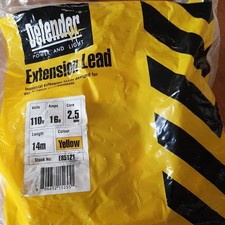 Defender
POWER AND LIGHT
Extension Lead
Volts Amps Core
110v 16a 2.5
Length Colour
14m Yellow
Stock No: E85121